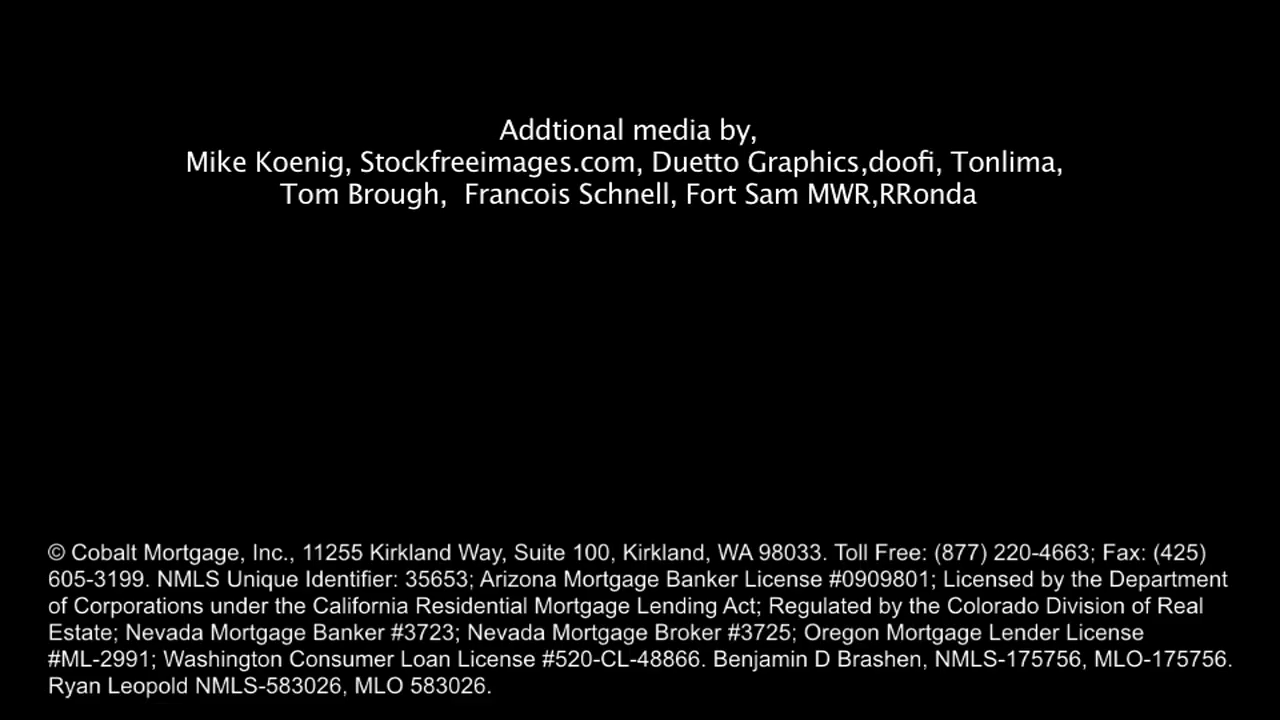 Addtional media by,
Mike Koenig, Stockfreeimages.com, Duetto Graphics,doofi, Tonlima,
Tom Brough,  Francois Schnell, Fort Sam MWR,RRonda
© Cobalt Mortgage, Inc., 11255 Kirkland Way, Suite 100, Kirkland, WA 98033. Toll Free: (877) 220-4663; Fax: (425)
605-3199. NMLS Unique Identifier: 35653; Arizona Mortgage Banker License #0909801; Licensed by the Department
of Corporations under the California Residential Mortgage Lending Act; Regulated by the Colorado Division of Real
Estate; Nevada Mortgage Banker #3723; Nevada Mortgage Broker #3725; Oregon Mortgage Lender License
#ML-2991; Washington Consumer Loan License #520-CL-48866. Benjamin D Brashen, NMLS-175756, MLO-175756.
Ryan Leopold NMLS-583026, MLO 583026.